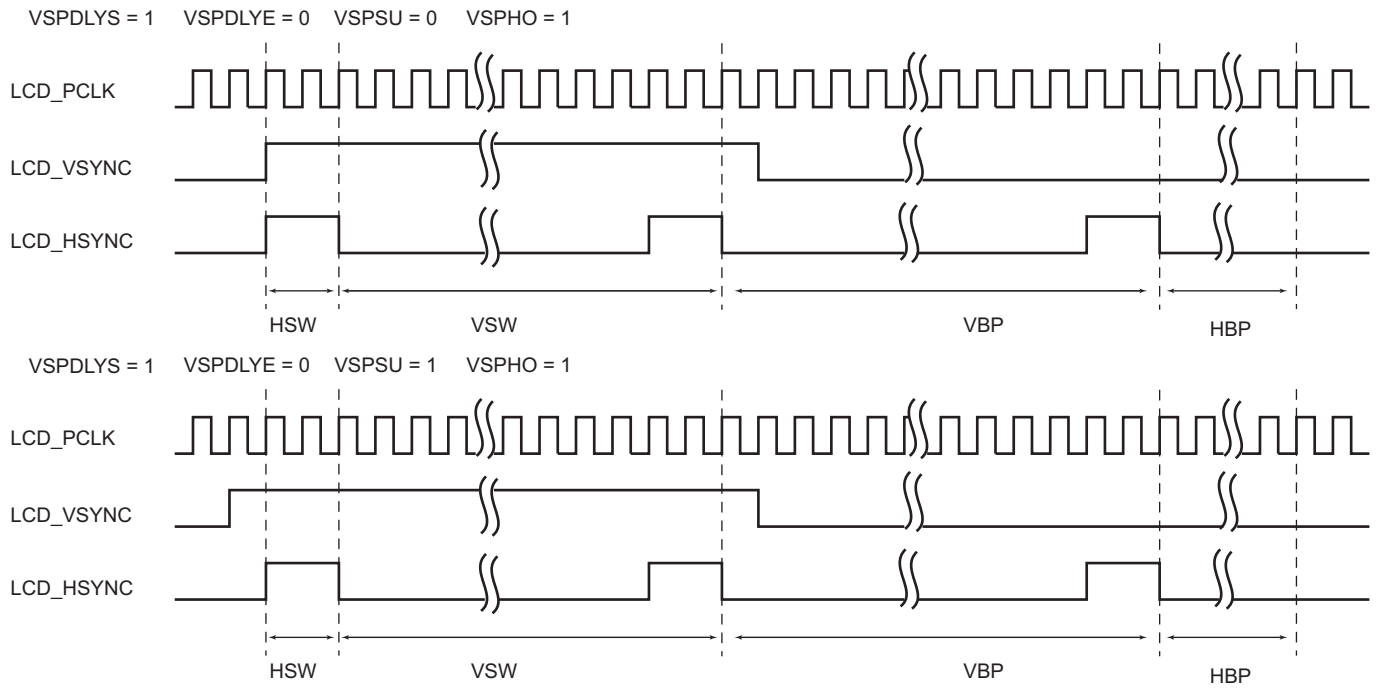 VSPDLYS = 1 VSPDLYE = 0 VSPSU = 0 VSPHO = 1
LCD_PCLK
LCD_VSYNC
LCD_HSYNC
HSW VSW VBP HBP
VSPDLYS = 1 VSPDLYE = 0 VSPSU = 1 VSPHO = 1
LCD_PCLK
LCD_VSYNC
LCD_HSYNC
HSW VSW VBP HBP